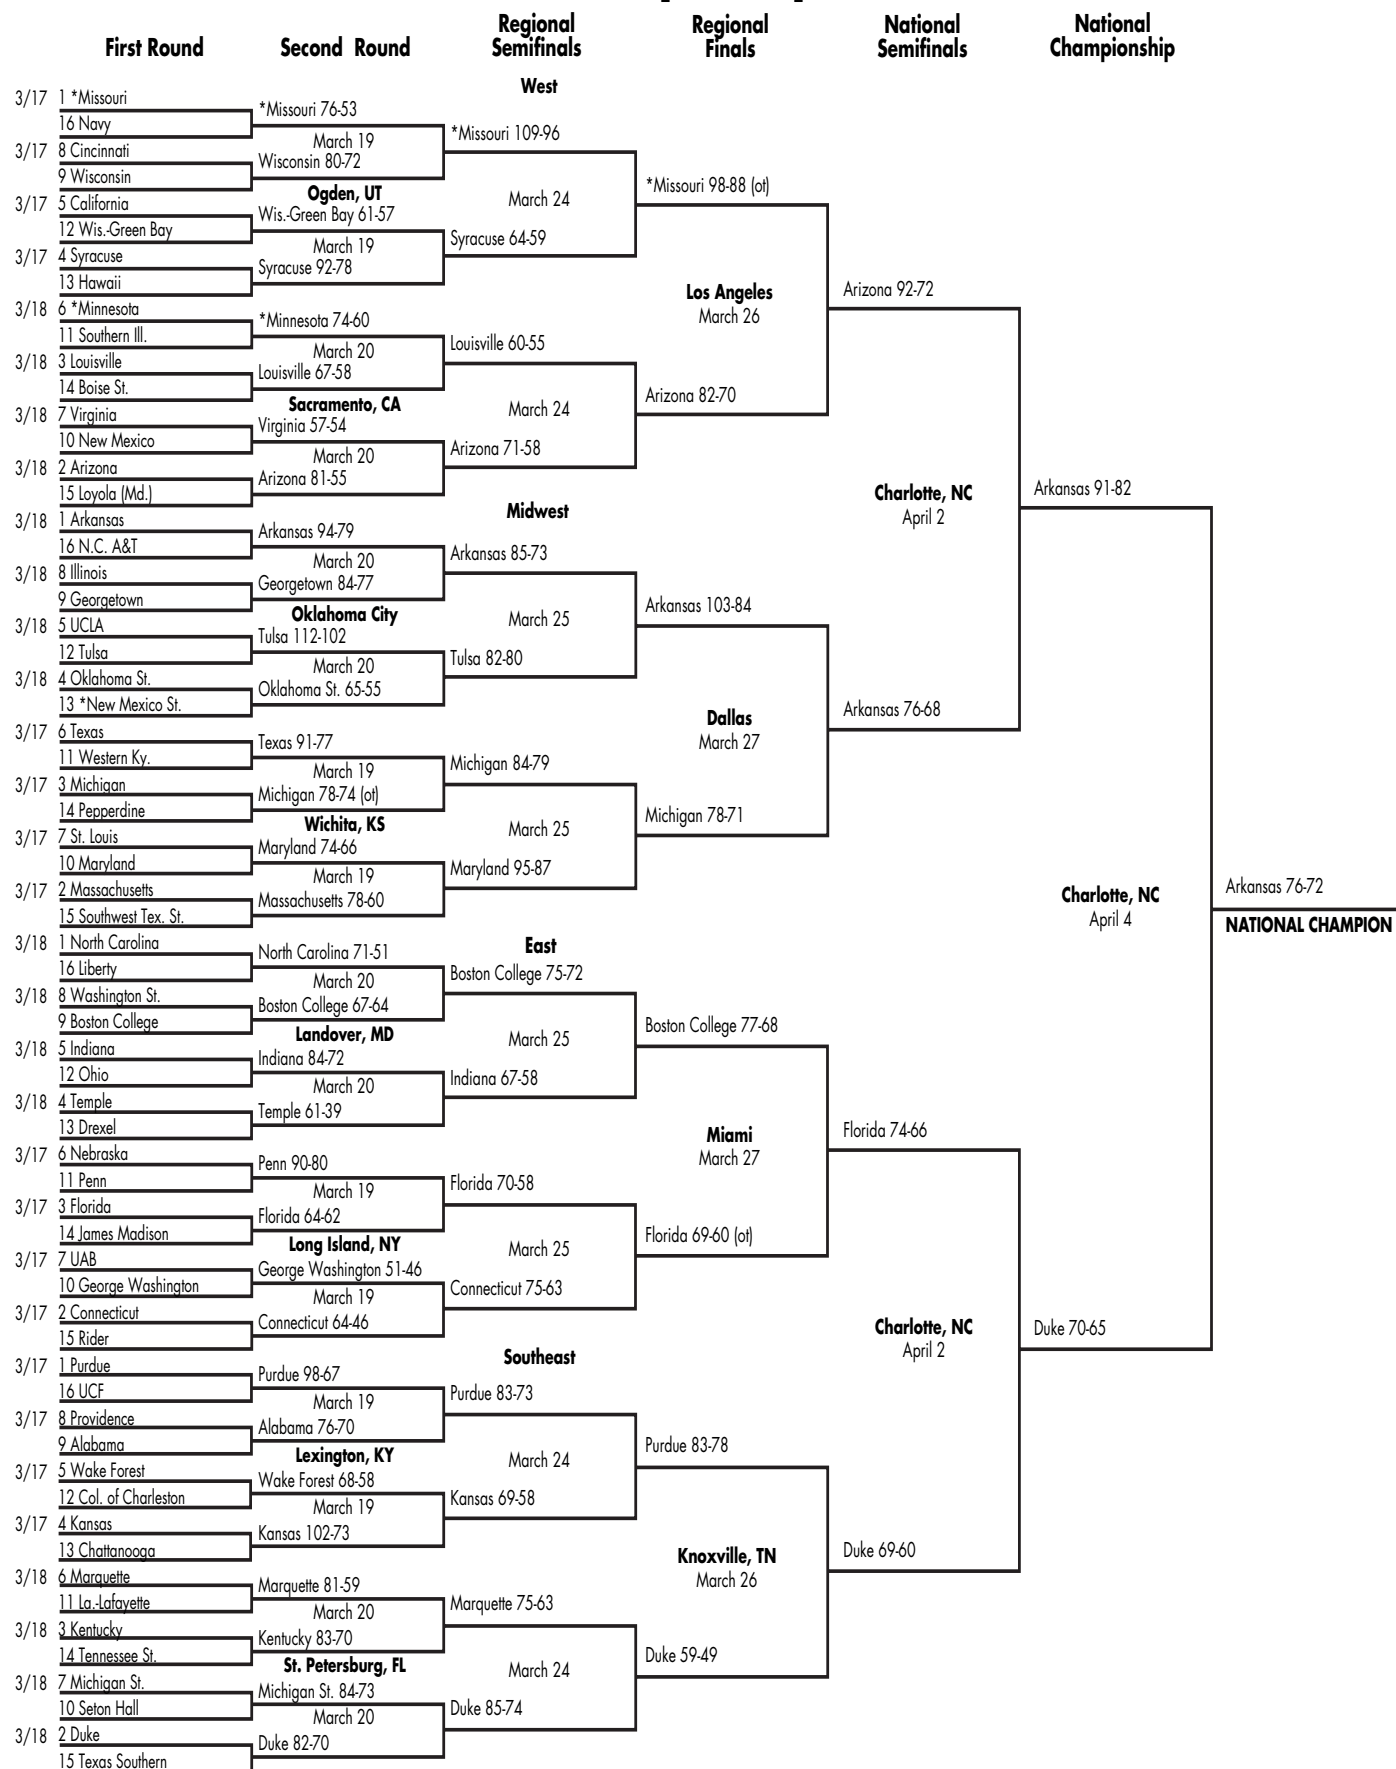 First Round
Second Round
Regional
Semifinals
Regional
Finals
National
Semifinals
National
Championship
West
3/17 1 *Missouri
16 Navy
3/17 8 Cincinnati
9 Wisconsin
3/17 5 California
12 Wis.-Green Bay
3/17 4 Syracuse
13 Hawaii
3/18 6 *Minnesota
11 Southern Ill.
3/18 3 Louisville
14 Boise St.
3/18 7 Virginia
10 New Mexico
3/18 2 Arizona
15 Loyola (Md.)
*Missouri 76-53
March 19
Wisconsin 80-72
Ogden, UT
Wis.-Green Bay 61-57
March 19
Syracuse 92-78
*Minnesota 74-60
March 20
Louisville 67-58
Sacramento, CA
Virginia 57-54
March 20
Arizona 81-55
*Missouri 109-96
March 24
Syracuse 64-59
Louisville 60-55
March 24
Arizona 71-58
*Missouri 98-88 (ot)
Los Angeles
March 26
Arizona 82-70
Arizona 92-72
Midwest
3/18 1 Arkansas
16 N.C. A&T
3/18 8 Illinois
9 Georgetown
3/18 5 UCLA
12 Tulsa
3/18 4 Oklahoma St.
13 *New Mexico St.
3/17 6 Texas
11 Western Ky.
3/17 3 Michigan
14 Pepperdine
3/17 7 St. Louis
10 Maryland
3/17 2 Massachusetts
15 Southwest Tex. St.
Arkansas 94-79
March 20
Georgetown 84-77
Oklahoma City
Tulsa 112-102
March 20
Oklahoma St. 65-55
Texas 91-77
March 19
Michigan 78-74 (ot)
Wichita, KS
Maryland 74-66
March 19
Massachusetts 78-60
Arkansas 85-73
March 25
Tulsa 82-80
Michigan 84-79
March 25
Maryland 95-87
Arkansas 103-84
Dallas
March 27
Michigan 78-71
Arkansas 76-68
Charlotte, NC
April 2
Arkansas 91-82
East
3/18 1 North Carolina
16 Liberty
3/18 8 Washington St.
9 Boston College
3/18 5 Indiana
12 Ohio
3/18 4 Temple
13 Drexel
3/17 6 Nebraska
11 Penn
3/17 3 Florida
14 James Madison
3/17 7 UAB
10 George Washington
3/17 2 Connecticut
15 Rider
North Carolina 71-51
March 20
Boston College 67-64
Landover, MD
Indiana 84-72
March 20
Temple 61-39
Penn 90-80
March 19
Florida 64-62
Long Island, NY
George Washington 51-46
March 19
Connecticut 64-46
Boston College 75-72
March 25
Indiana 67-58
Florida 70-58
March 25
Connecticut 75-63
Boston College 77-68
Miami
March 27
Florida 69-60 (ot)
Florida 74-66
Southeast
3/17 1 Purdue
16 UCF
3/17 8 Providence
9 Alabama
3/17 5 Wake Forest
12 Col. of Charleston
3/17 4 Kansas
13 Chattanooga
3/18 6 Marquette
11 La.-Lafayette
3/18 3 Kentucky
14 Tennessee St.
3/18 7 Michigan St.
10 Seton Hall
3/18 2 Duke
15 Texas Southern
Purdue 98-67
March 19
Alabama 76-70
Lexington, KY
Wake Forest 68-58
March 19
Kansas 102-73
Marquette 81-59
March 20
Kentucky 83-70
St. Petersburg, FL
Michigan St. 84-73
March 20
Duke 82-70
Purdue 83-73
March 24
Kansas 69-58
Marquette 75-63
March 24
Duke 85-74
Purdue 83-78
Knoxville, TN
March 26
Duke 59-49
Duke 69-60
Charlotte, NC
April 2
Duke 70-65
Charlotte, NC
April 4
Arkansas 76-72
NATIONAL CHAMPION